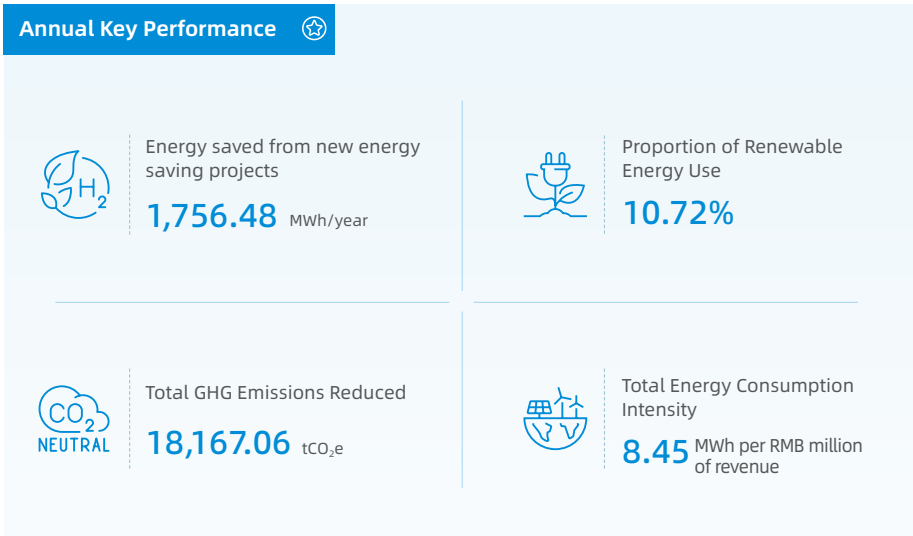 Annual Key Performance
H2
Energy saved from new energy
saving projects
1,756.48 MWh/year
Proportion of Renewable
Energy Use
10.72%
CO2
NEUTRAL
Total GHG Emissions Reduced
18,167.06 tCO₂e
Total Energy Consumption
Intensity
8.45 MWh per RMB million
of revenue